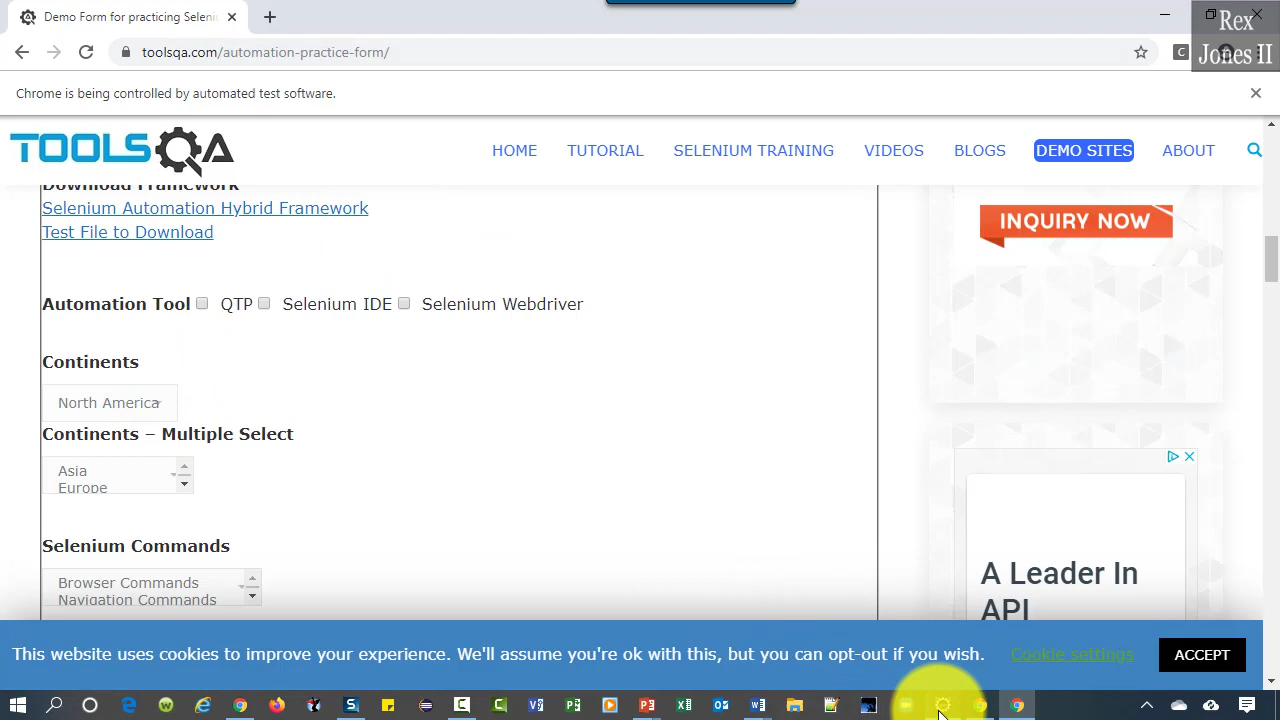 Demo Form for practicing Seleni
Rex
Jones II
toolsqa.com/automation-practice-form/
Chrome is being controlled by automated test software.
TOOLSQA
HOME
TUTORIAL
SELENIUM TRAINING
VIDEOS
BLOGS
DEMO SITES
ABOUT
Download Framework
Selenium Automation Hybrid Framework
Test File to Download
INQUIRY NOW
Automation Tool QTP Selenium IDE Selenium Webdriver
Continents
North America
Continents – Multiple Select
Asia
Europe
Selenium Commands
Browser Commands
Navigation Commands
A Leader In
API
This website uses cookies to improve your experience. We'll assume you're ok with this, but you can opt-out if you wish.
Cookie settings
ACCEPT